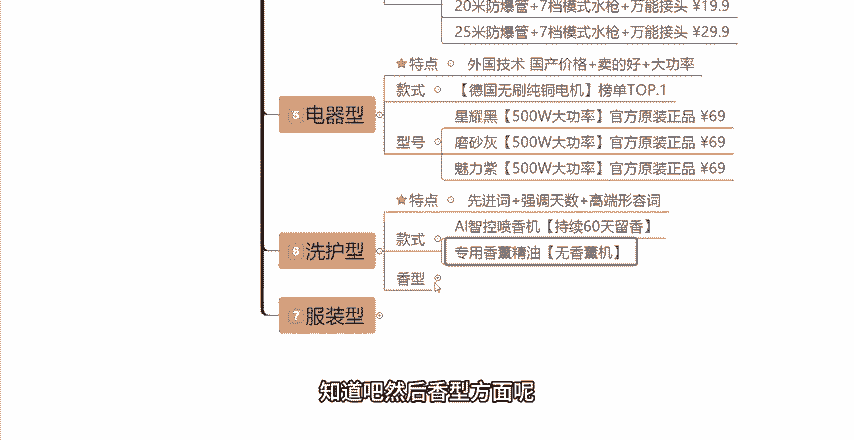 20米防爆管+7档模式水枪+万能接头 ¥19.9
25米防爆管+7档模式水枪+万能接头 ¥29.9
5 电器型
★特点 外国技术 国产价格+卖的好+大功率
款式 【德国无刷纯铜电机】榜单TOP.1
型号
星耀黑【500W大功率】官方原装正品 ¥69
磨砂灰【500W大功率】官方原装正品 ¥69
魅力紫【500W大功率】官方原装正品 ¥69
6 洗护型
★特点 先进词+强调天数+高端形容词
款式
AI智控喷香机【持续60天留香】
专用香薰精油【无香薰机】
香型
7 服装型
知道吧然后香型方面呢